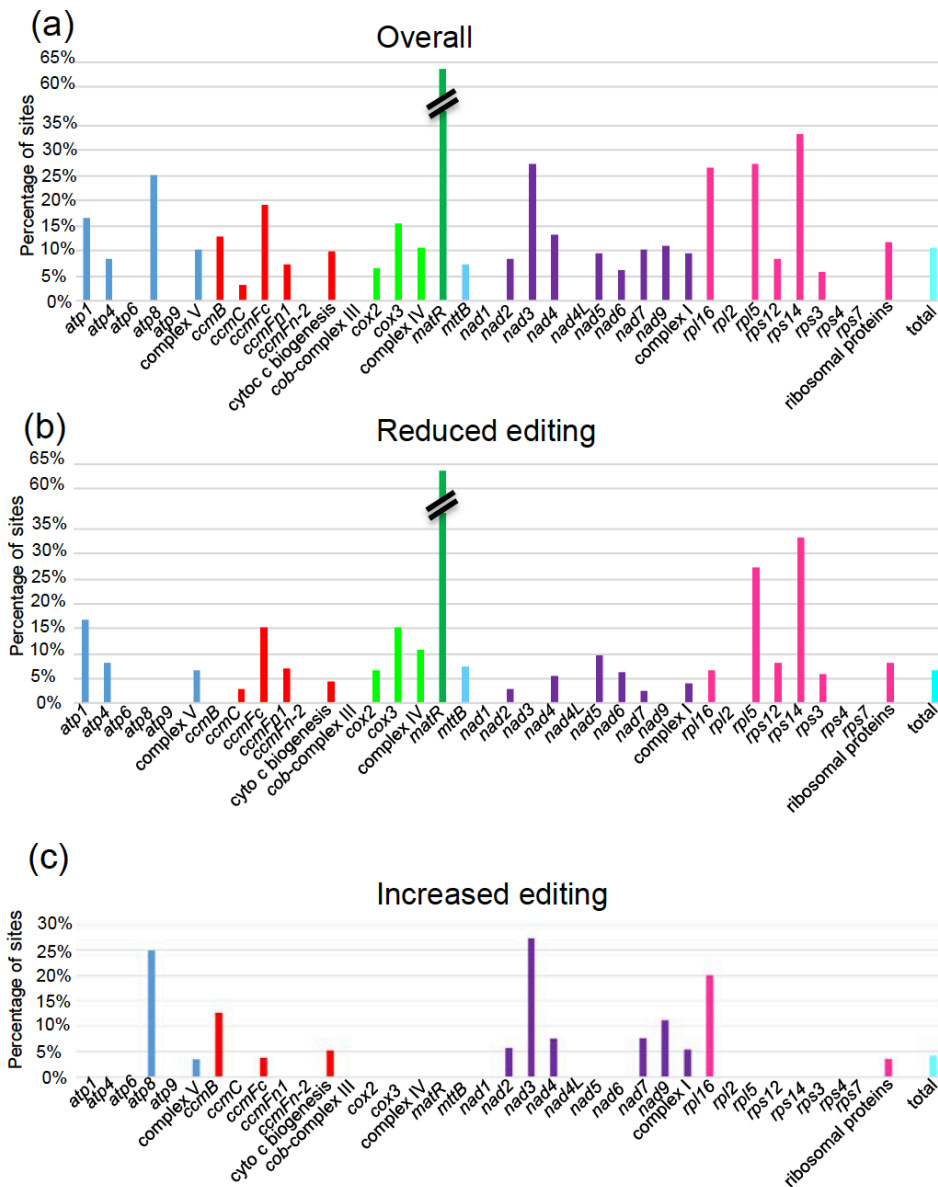 (a)
Overall
Percentage of sites
65%
60%
35%
30%
25%
20%
15%
10%
5%
0%
atp1
atp4
atp6
atp8
atp9
complex V
ccmB
ccmC
ccmFc
ccmFp1
ccmFn-2
cytoc c biogenesis
cob-complex III
cox2
cox3
complex IV
matR
mttB
nad1
nad2
nad3
nad4
nad4L
nad5
nad6
nad7
nad9
complex I
rpl16
rpl2
rpl5
rps12
rps14
rps3
rps4
rps7
ribosomal proteins
total
(b)
Reduced editing
Percentage of sites
65%
60%
35%
30%
25%
20%
15%
10%
5%
0%
atp1
atp4
atp6
atp8
atp9
complex V
ccmB
ccmC
ccmFc
ccmFp1
ccmFn-2
cyto c biogenesis
cob-complex III
cox2
cox3
complex IV
matR
mttB
nad1
nad2
nad3
nad4
nad4L
nad5
nad6
nad7
nad9
complex I
rpl16
rpl2
rpl5
rps12
rps14
rps3
rps4
rps7
ribosomal proteins
total
(c)
Increased editing
Percentage of sites
30%
25%
20%
15%
10%
5%
0%
atp1
atp4
atp6
atp8
atp9
complex V
ccmB
ccmC
ccmFc
ccmFp1
ccmFn-2
cyto c biogenesis
cob-complex III
cox2
cox3
complex IV
matR
mttB
nad1
nad2
nad3
nad4
nad4L
nad5
nad6
nad7
nad9
complex I
rpl16
rpl2
rpl5
rps12
rps14
rps3
rps4
rps7
ribosomal proteins
total